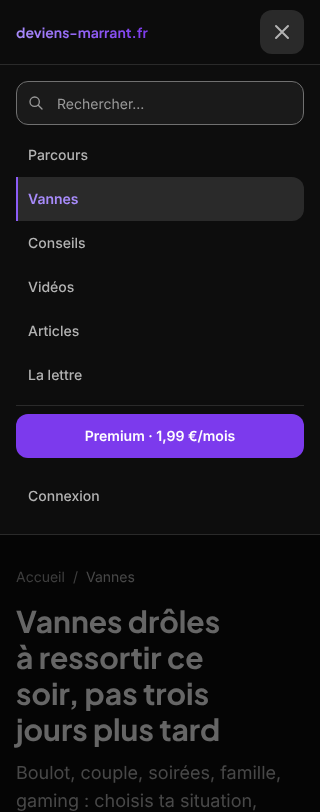 deviens-marrant.fr
Rechercher...
Parcours
Vannes
Conseils
Vidéos
Articles
La lettre
Premium · 1,99 €/mois
Connexion
Accueil / Vannes
Vannes drôles
à ressortir ce
soir, pas trois
jours plus tard
Boulot, couple, soirées, famille,
gaming : choisis ta situation,